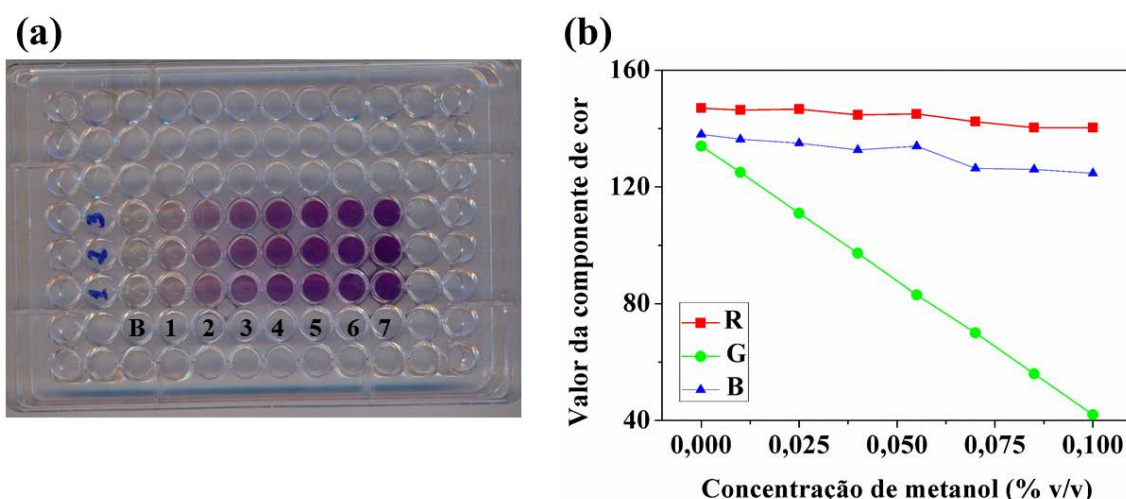 (a)
3
2
1
B 1 2 3 4 5 6 7
(b)
Valor da componente de cor
160
120
80
40
R
G
B
0,000 0,025 0,050 0,075 0,100
Concentração de metanol (% v/v)